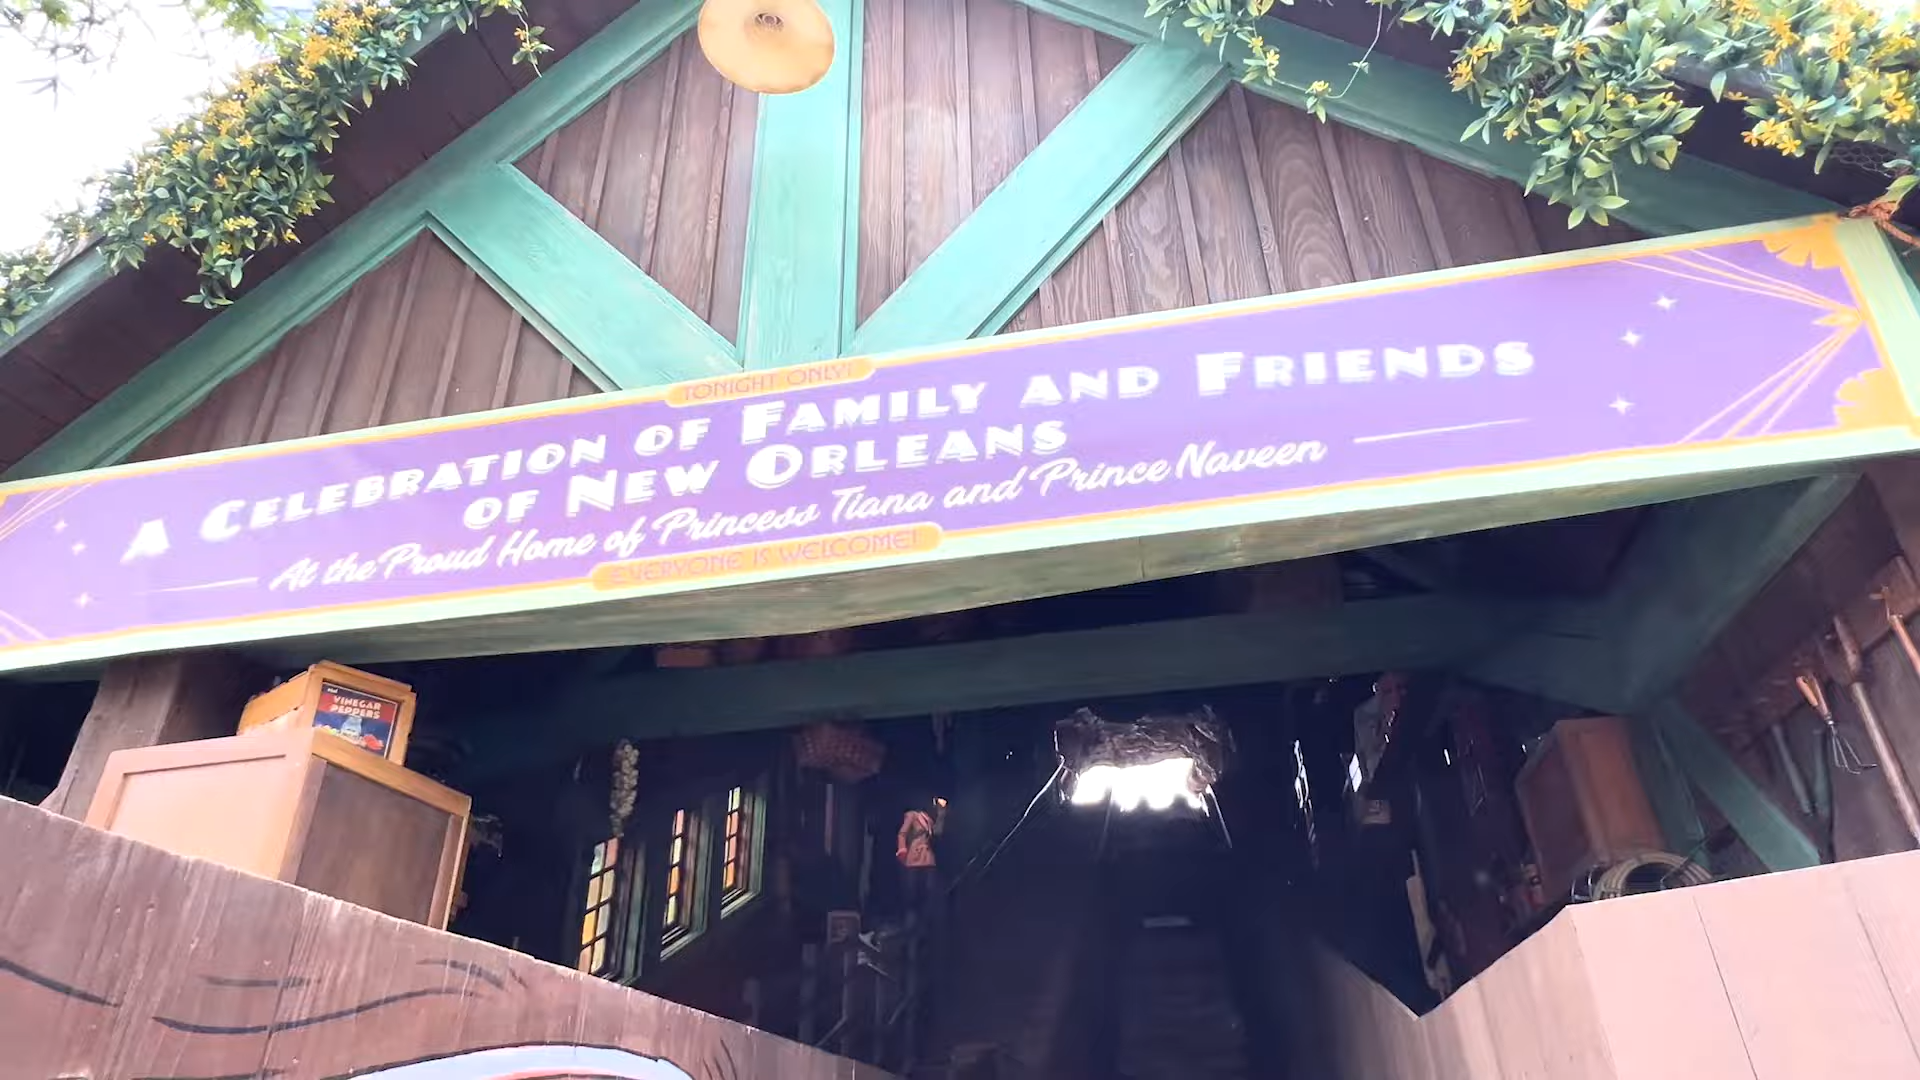 TONIGHT ONLY!
A CELEBRATION OF FAMILY AND FRIENDS
OF NEW ORLEANS
At the Proud Home of Princess Tiana and Prince Naveen
EVERYONE IS WELCOME!
VINEGAR
PEPPERS